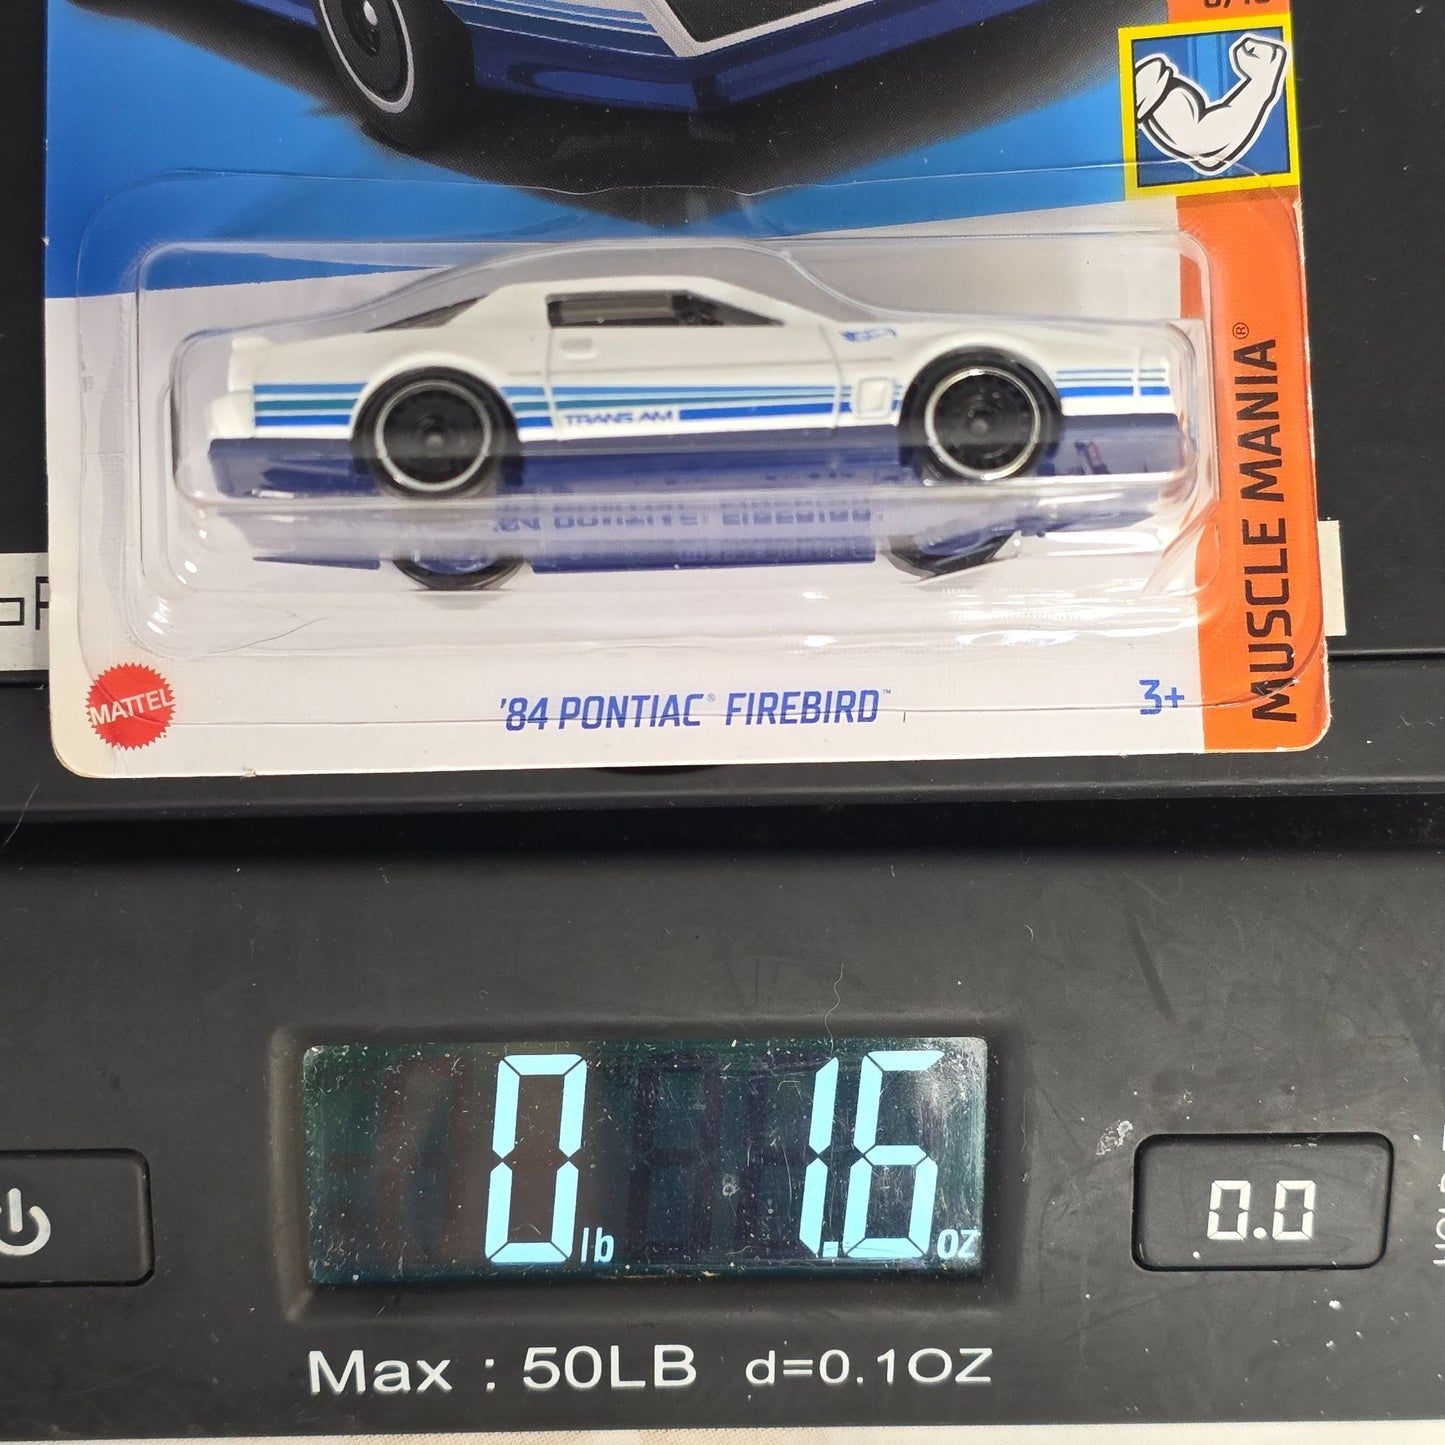 TRANS AM
MUSCLE MANIA®
MATTEL
'84 PONTIAC® FIREBIRD™
3+
0 lb 1.6 oz
0.0
Max : 50LB d=0.1OZ